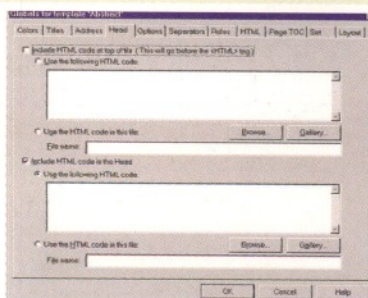 Globals for template "Abstract"
Colors Titles Address Head Options Separators Rules HTML Page TOC Set Layout
Include HTML code at top of file (This will go before the <HTML> tag)
Use the following HTML code:
Use the HTML code in this file:
Browse... Gallery...
File name:
Include HTML code in the Head
Use the following HTML code:
Use the HTML code in this file:
Browse... Gallery...
File name:
OK Cancel Help